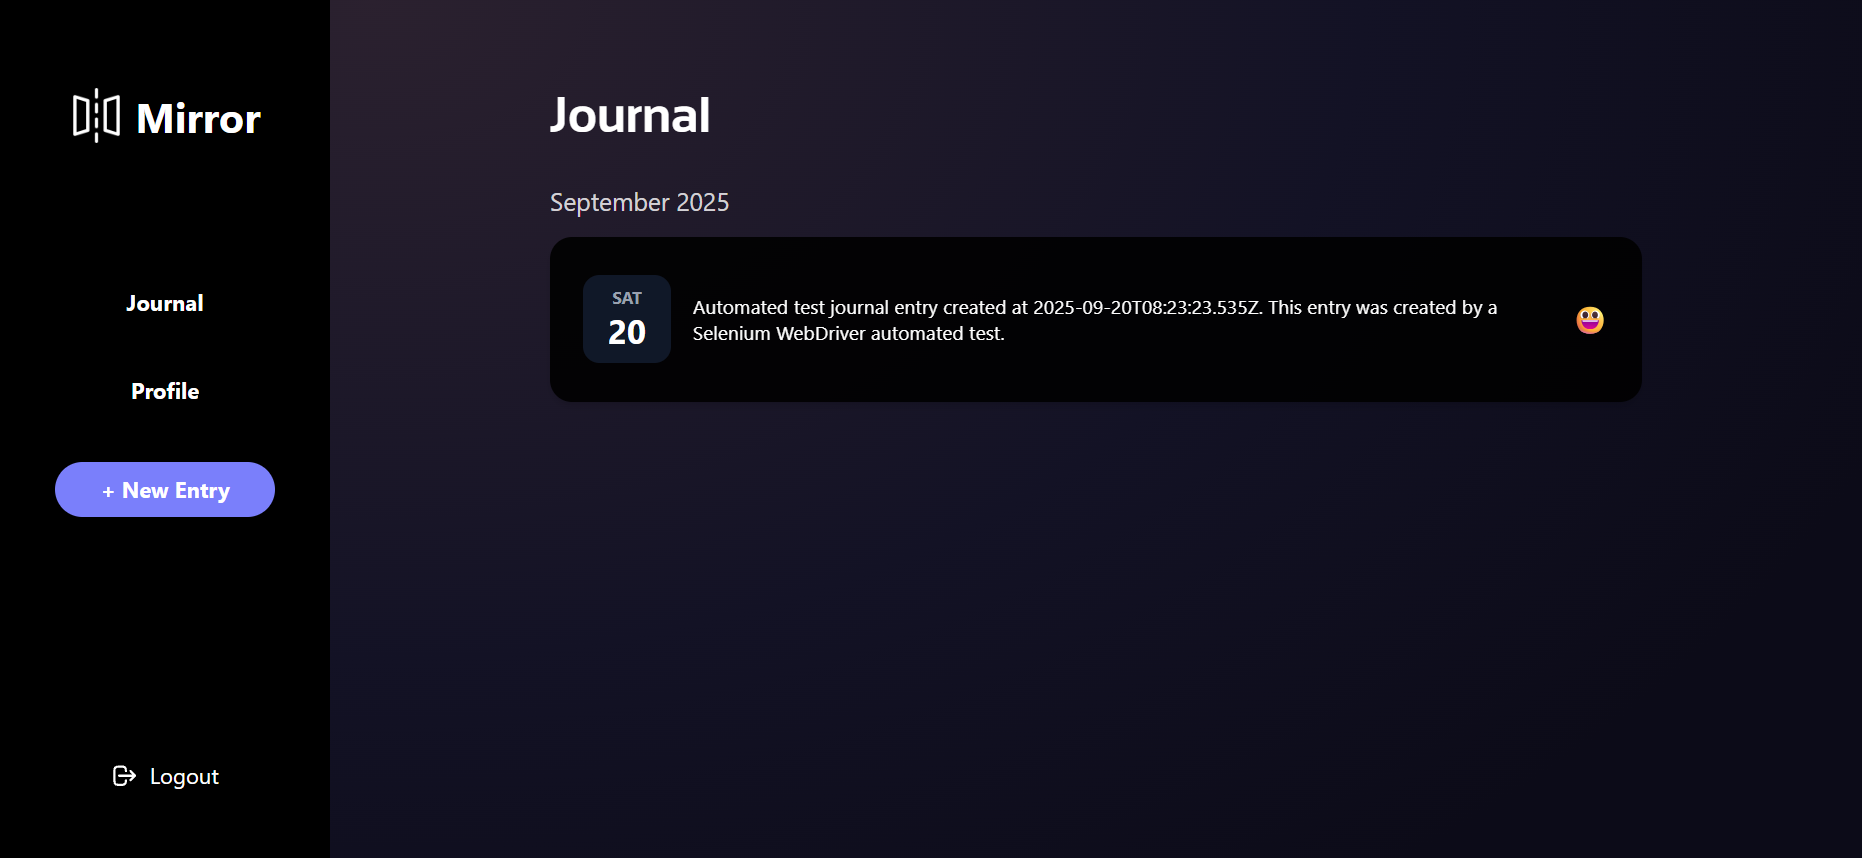 Mirror
Journal
Profile
+ New Entry
Logout
Journal
September 2025
SAT
20
Automated test journal entry created at 2025-09-20T08:23:23.535Z. This entry was created by a
Selenium WebDriver automated test.